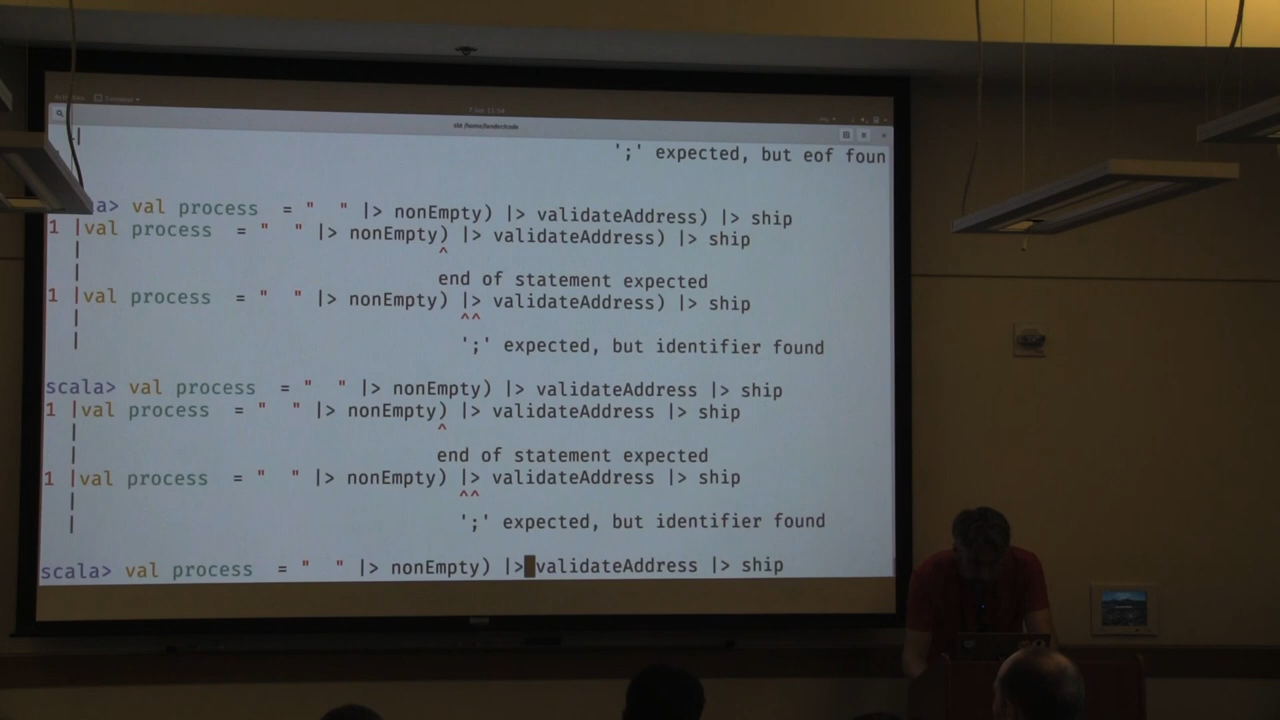 sbt /home/
';' expected, but eof foun
a> val process = " " |> nonEmpty) |> validateAddress) |> ship
1 |val process = " " |> nonEmpty) |> validateAddress) |> ship
| ^
| end of statement expected
1 |val process = " " |> nonEmpty) |> validateAddress) |> ship
| ^^
| ';' expected, but identifier found
scala> val process = " " |> nonEmpty) |> validateAddress |> ship
1 |val process = " " |> nonEmpty) |> validateAddress |> ship
| ^
| end of statement expected
1 |val process = " " |> nonEmpty) |> validateAddress |> ship
| ^^
| ';' expected, but identifier found
scala> val process = " " |> nonEmpty) |> validateAddress |> ship